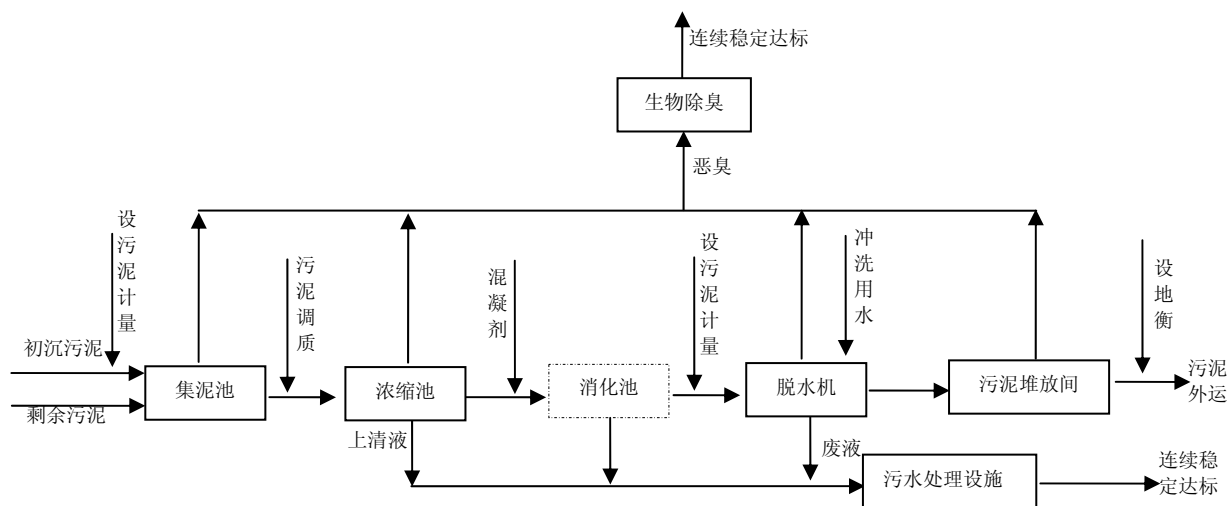 连续稳定达标
生物除臭
恶臭
设污泥计量
污泥调质
混凝剂
设污泥计量
冲洗用水
设地衡
初沉污泥
剩余污泥
集泥池
浓缩池
消化池
脱水机
污泥堆放间
污泥
外运
上清液
废液
污水处理设施
连续稳
定达标